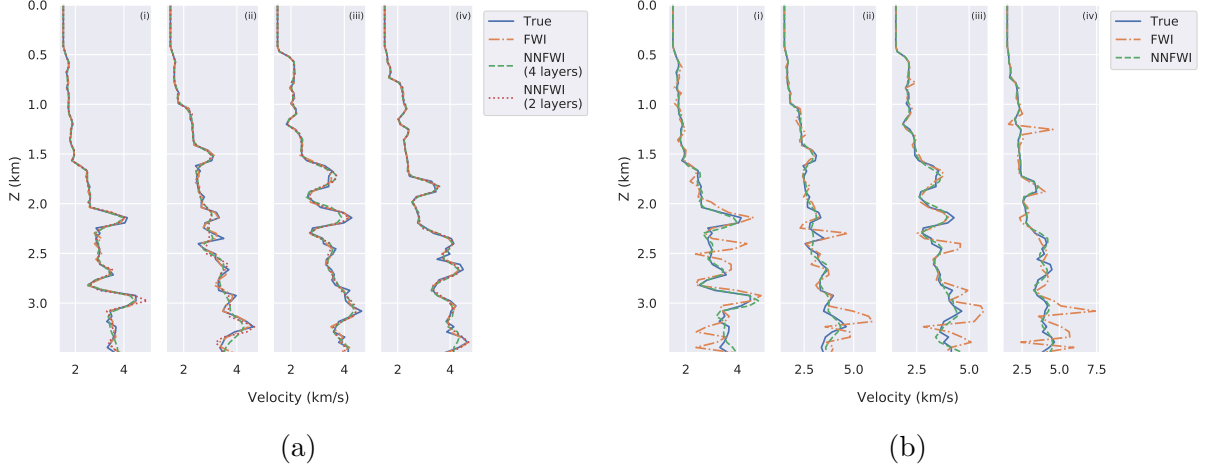 (i) (ii) (iii) (iv)
True
FWI
NNFWI
(4 layers)
NNFWI
(2 layers)
0.0
0.5
1.0
1.5
2.0
2.5
3.0
Z (km)
2 4 2 4 2 4 2 4
Velocity (km/s)
(a)
(i) (ii) (iii) (iv)
True
FWI
NNFWI
0.0
0.5
1.0
1.5
2.0
2.5
3.0
Z (km)
2 4 2.5 5.0 2.5 5.0 2.5 5.0 7.5
Velocity (km/s)
(b)